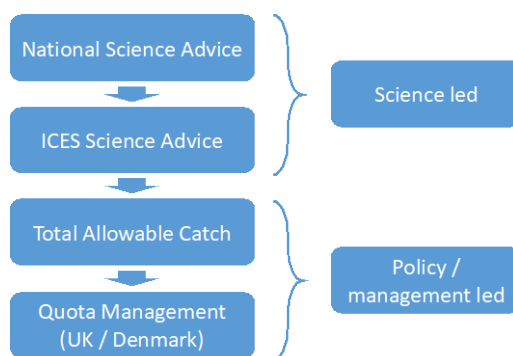 National Science Advice
ICES Science Advice
Science led
Total Allowable Catch
Quota Management
(UK / Denmark)
Policy /
management led